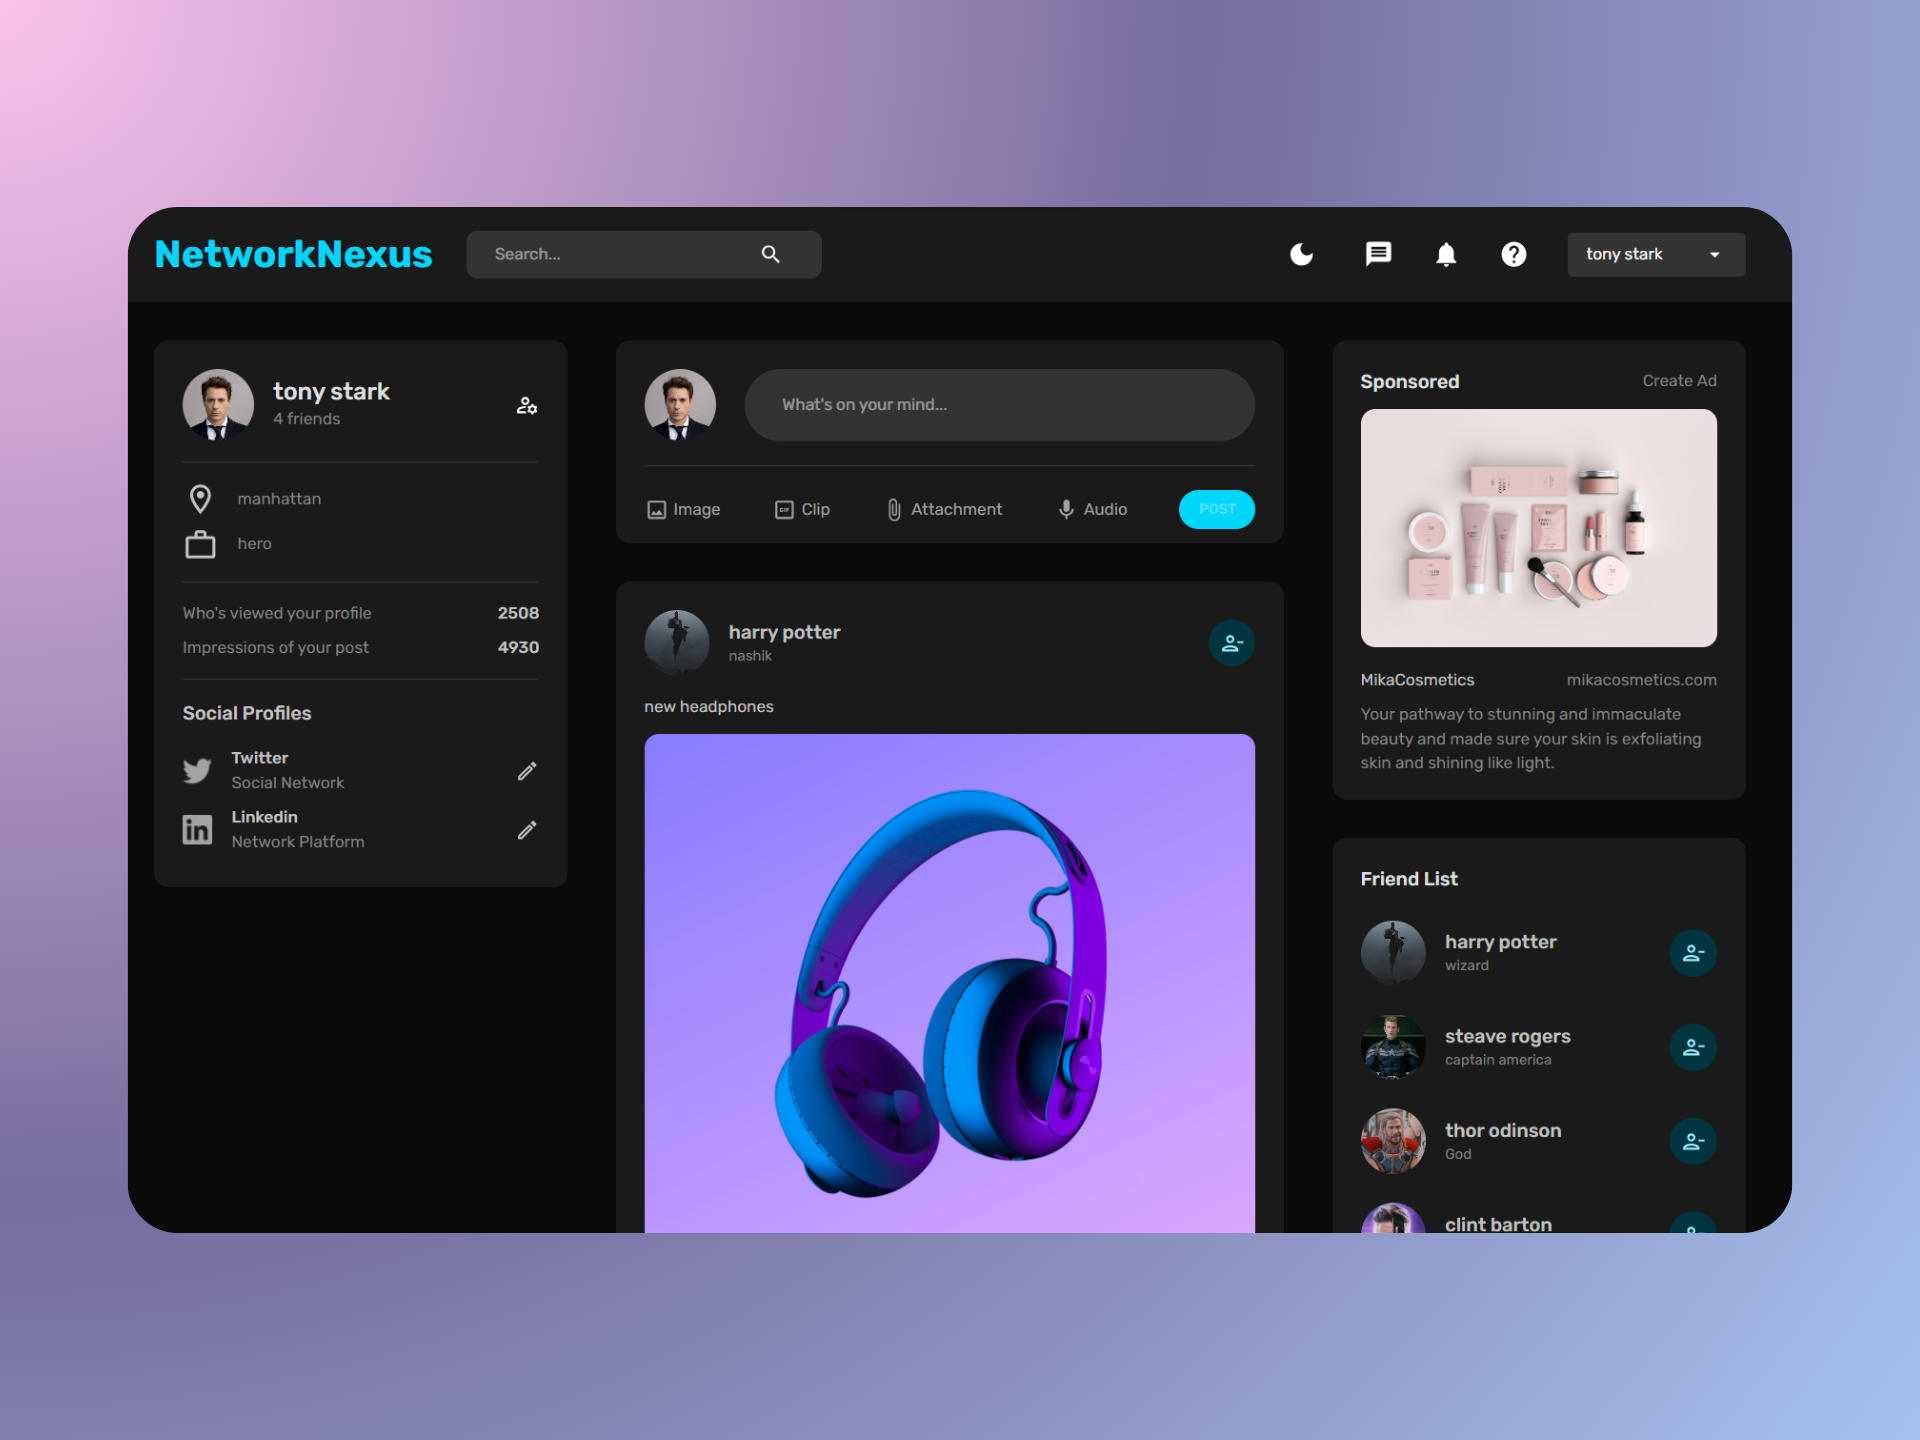 NetworkNexus
Search...
tony stark
tony stark
4 friends
manhattan
hero
Who's viewed your profile 2508
Impressions of your post 4930
Social Profiles
Twitter
Social Network
Linkedin
Network Platform
What's on your mind...
Image GIF Clip Attachment Audio POST
harry potter
nashik
new headphones
Sponsored Create Ad
MikaCosmetics mikacosmetics.com
Your pathway to stunning and immaculate
beauty and made sure your skin is exfoliating
skin and shining like light.
Friend List
harry potter
wizard
steave rogers
captain america
thor odinson
God
clint barton